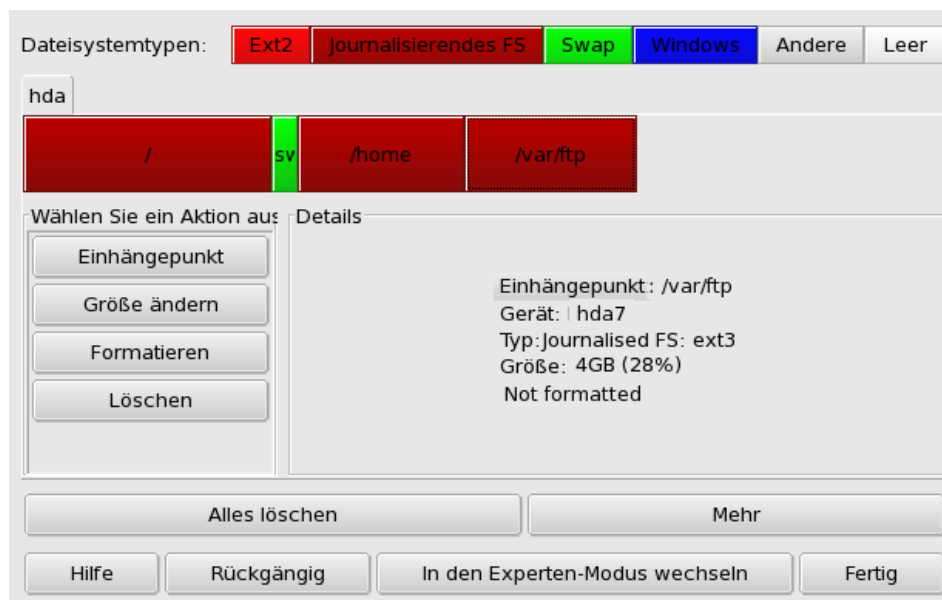 Dateisystemtypen: Ext2 Journalisierendes FS Swap Windows Andere Leer
hda
/ sv /home /var/ftp
Wählen Sie ein Aktion aus Details
Einhängepunkt
Größe ändern
Formatieren
Löschen
Einhängepunkt: /var/ftp
Gerät: hda7
Typ:Journalised FS: ext3
Größe: 4GB (28%)
Not formatted
Alles löschen Mehr
Hilfe Rückgängig In den Experten-Modus wechseln Fertig